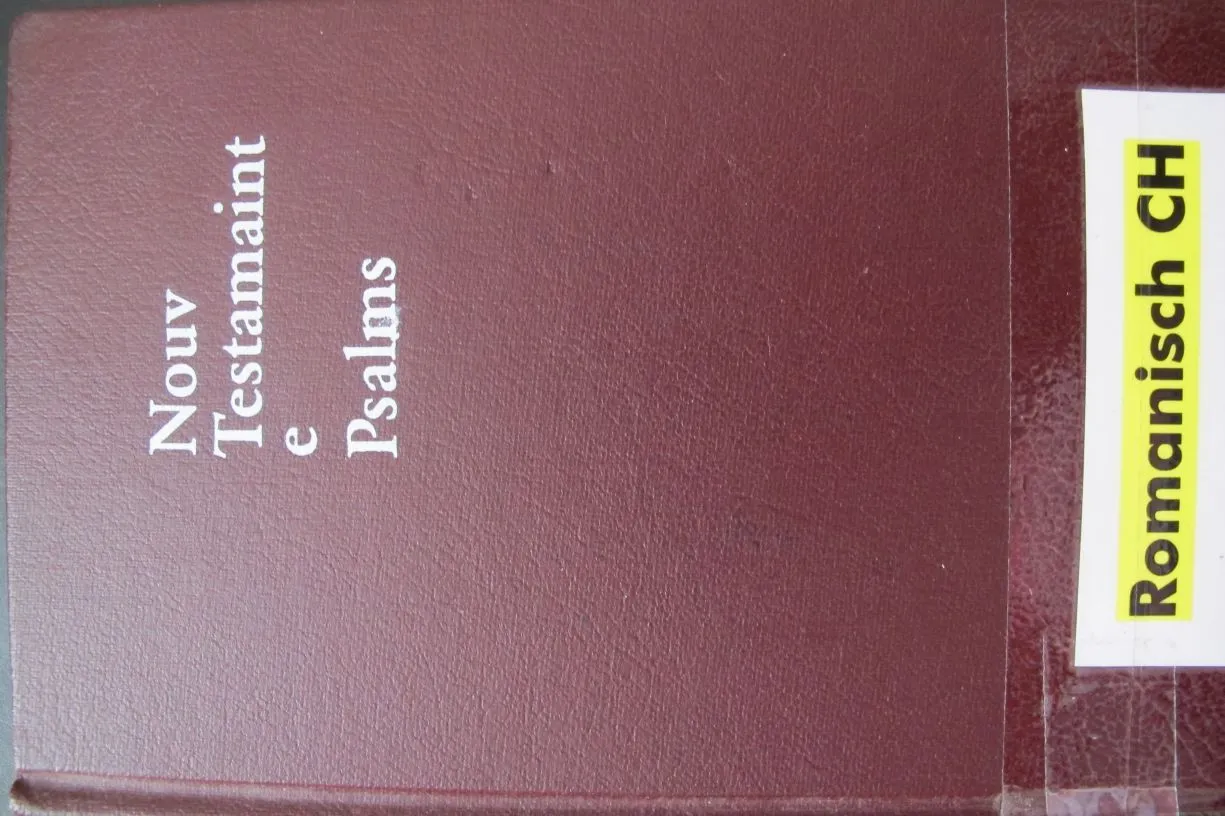 Nouv
Testamaint
e
Psalms
Romanisch CH